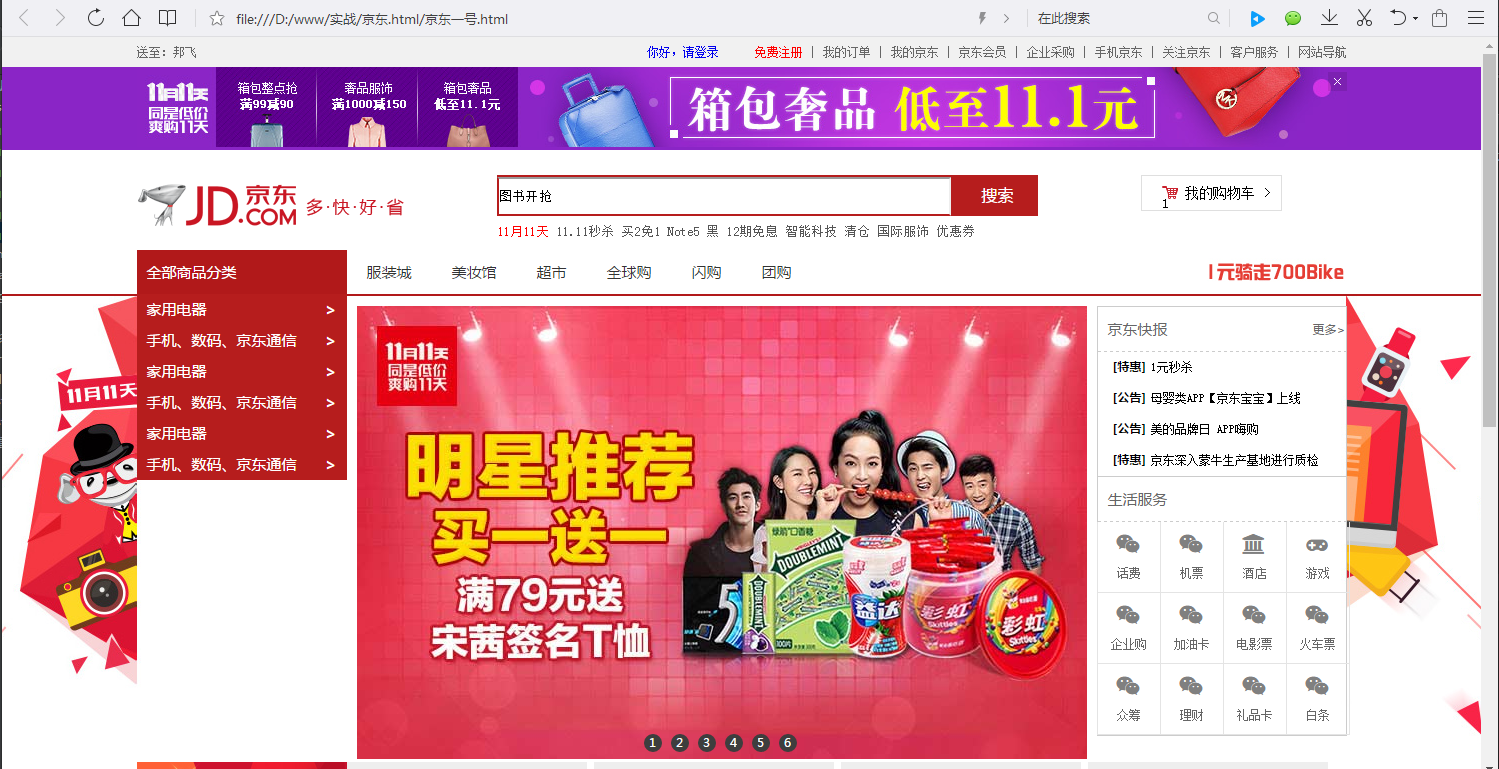 file:///D:/www/实战/京东.html/京东一号.html
在此搜索
送至：邦飞
你好，请登录 免费注册 | 我的订单 | 我的京东 | 京东会员 | 企业采购 | 手机京东 | 关注京东 | 客户服务 | 网站导航
11月11天
同是低价
爽购11天
箱包整点抢
满99减90
奢品服饰
满1000减150
箱包奢品
低至11.1元
箱包奢品 低至11.1元
JD.COM 京东
多·快·好·省
图书开抢
搜索
我的购物车 >
1
11月11天 11.11秒杀 买2免1 Note5 黑 12期免息 智能科技 清仓 国际服饰 优惠券
全部商品分类
服装城 美妆馆 超市 全球购 闪购 团购
1元骑走700Bike
家用电器 >
手机、数码、京东通信 >
家用电器 >
手机、数码、京东通信 >
家用电器 >
手机、数码、京东通信 >
11月11天
11月11天
同是低价
爽购11天
明星推荐
买一送一
满79元送
宋茜签名T恤
绿箭口香糖
DOUBLEMINT
DOUBLEMINT
5
益达
彩虹
Skittles
彩虹
Skittles
1 2 3 4 5 6
京东快报 更多>
[特惠] 1元秒杀
[公告] 母婴类APP【京东宝宝】上线
[公告] 美的品牌日 APP嗨购
[特惠] 京东深入蒙牛生产基地进行质检
生活服务
话费 机票 酒店 游戏
企业购 加油卡 电影票 火车票
众筹 理财 礼品卡 白条